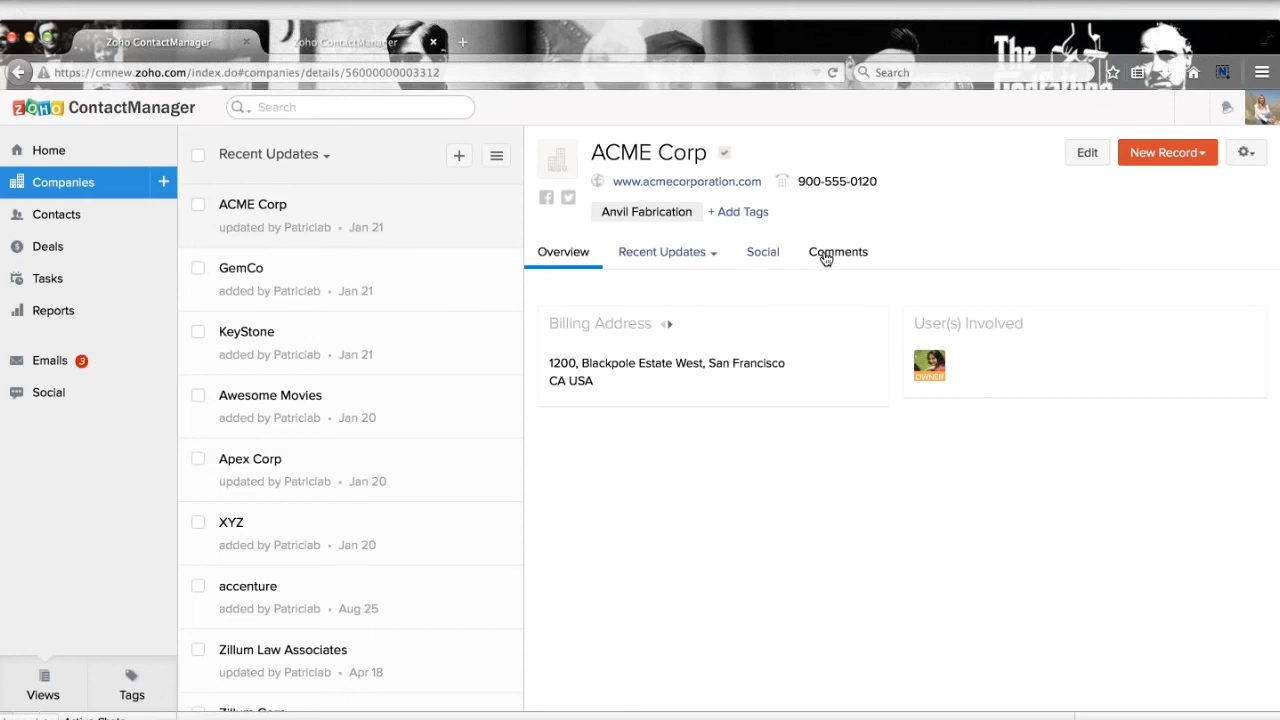 The
Zoho ContactManager
Zoho ContactManager
https://cmnew.zoho.com/index.do#companies/details/56000000003312
Search
ZOHO ContactManager
Search
Home
Companies
Contacts
Deals
Tasks
Reports
Emails 3
Social
Views
Tags
Recent Updates
ACME Corp
updated by Patriciab • Jan 21
GemCo
added by Patriciab • Jan 21
KeyStone
added by Patriciab • Jan 21
Awesome Movies
added by Patriciab • Jan 20
Apex Corp
updated by Patriciab • Jan 20
XYZ
added by Patriciab • Jan 20
accenture
added by Patriciab • Aug 25
Zillum Law Associates
updated by Patriciab • Apr 18
ACME Corp
Edit
New Record
www.acmecorporation.com
900-555-0120
Anvil Fabrication
+ Add Tags
Overview
Recent Updates
Social
Comments
Billing Address
1200, Blackpole Estate West, San Francisco
CA USA
User(s) Involved
OWNER